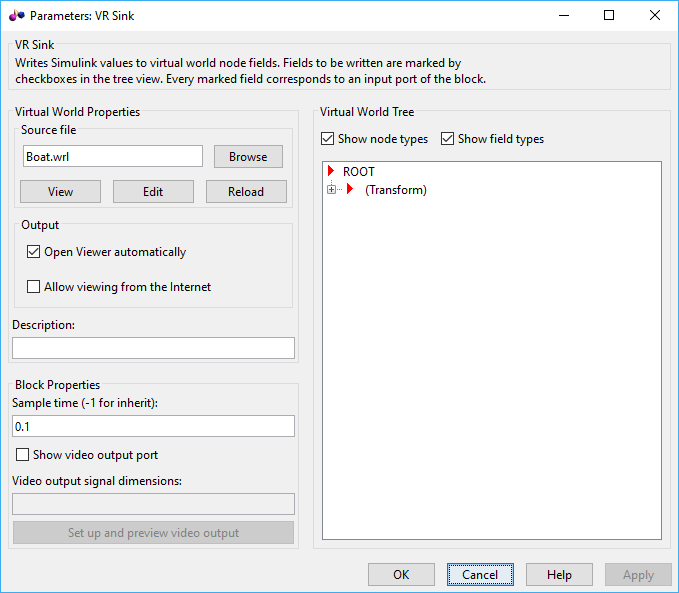 Parameters: VR Sink
VR Sink
Writes Simulink values to virtual world node fields. Fields to be written are marked by
checkboxes in the tree view. Every marked field corresponds to an input port of the block.
Virtual World Properties
Source file
Boat.wrl
Browse
View
Edit
Reload
Output
Open Viewer automatically
Allow viewing from the Internet
Description:
Block Properties
Sample time (-1 for inherit):
0.1
Show video output port
Video output signal dimensions:
Set up and preview video output
Virtual World Tree
Show node types
Show field types
ROOT
(Transform)
OK
Cancel
Help
Apply